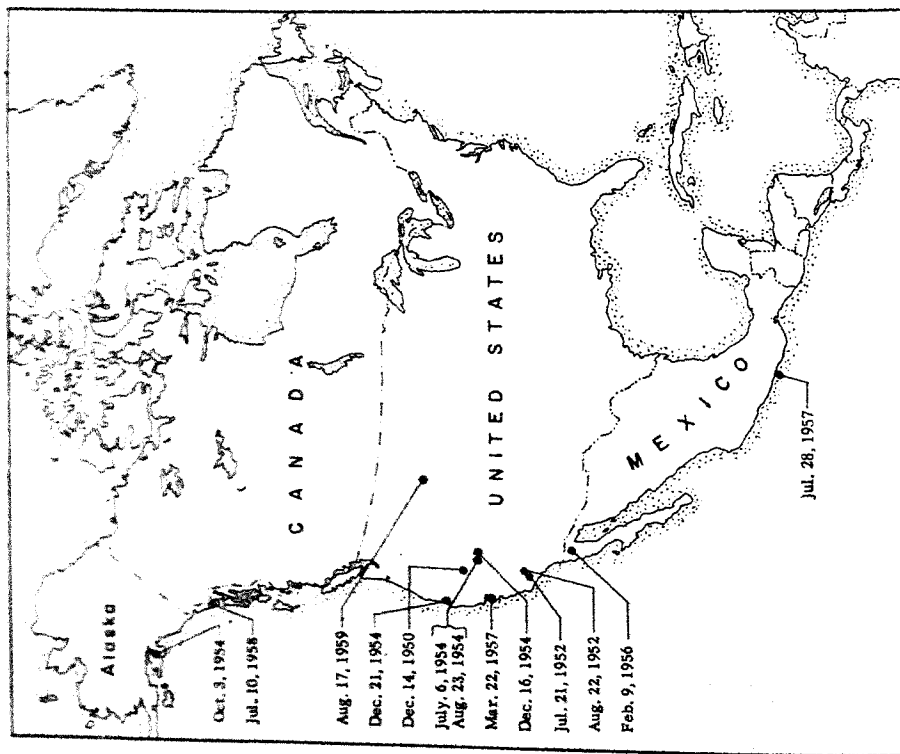 Alaska
CANADA
UNITED STATES
MEXICO
Oct. 3, 1954
Jul. 10, 1958
Aug. 17, 1959
Dec. 21, 1954
Dec. 14, 1950
July. 6, 1954
Aug. 23, 1954
Mar. 22, 1957
Dec. 16, 1954
Jul. 21, 1952
Aug. 22, 1952
Feb. 9, 1956
Jul. 28, 1957